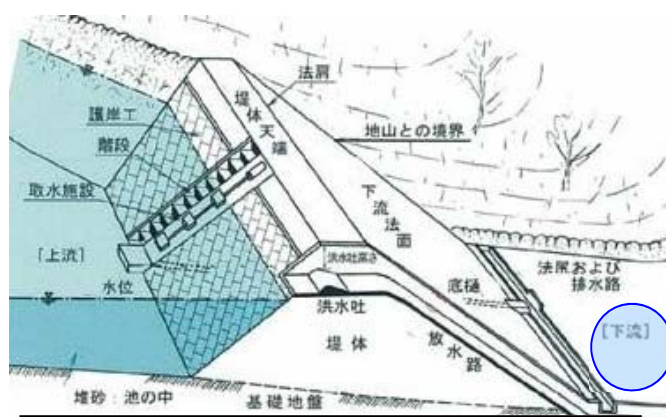 法肩
堤体天端
護岸工
階段
地山との境界
取水施設
下流法面
[上流]
洪水吐高さ
法尻および
排水路
底樋
水位
洪水吐
[下流]
堤体
放水路
堆砂：池の中
基礎地盤